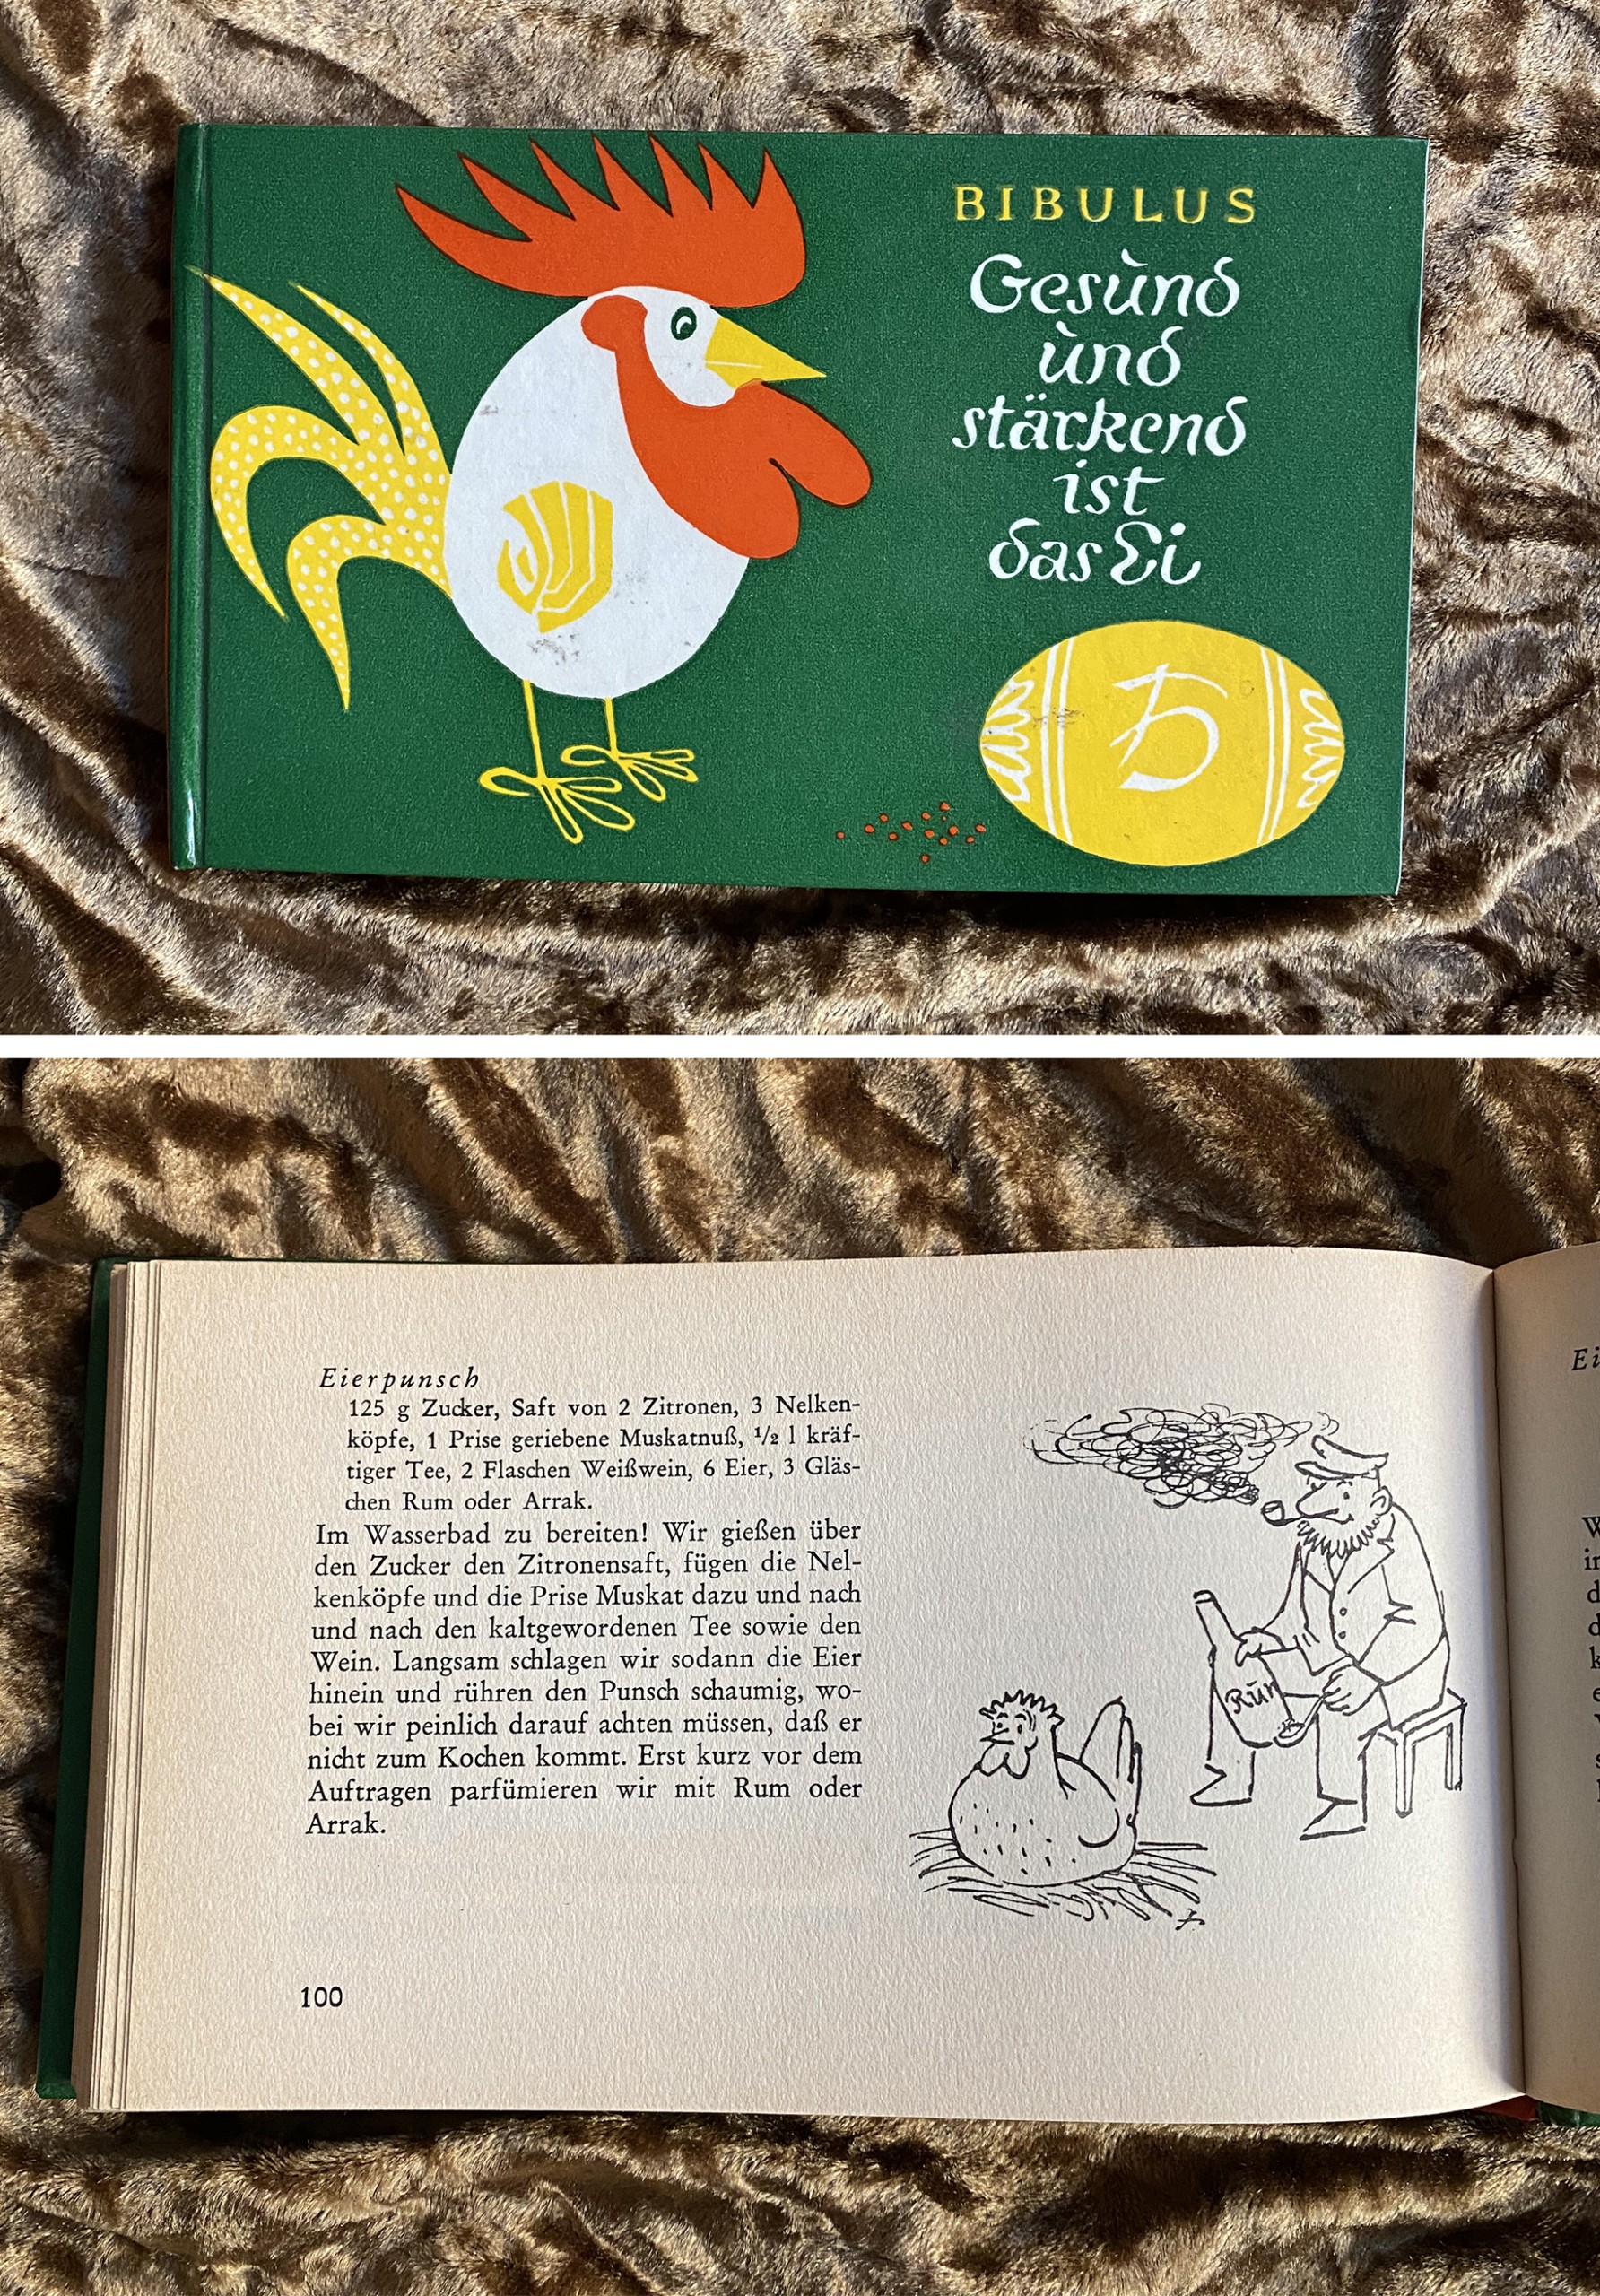 BIBULUS
Gesund
und
stärkend
ist
das Ei
Eierpunsch
125 g Zucker, Saft von 2 Zitronen, 3 Nelken-
köpfe, 1 Prise geriebene Muskatnuß, ½ l kräf-
tiger Tee, 2 Flaschen Weißwein, 6 Eier, 3 Gläs-
chen Rum oder Arrak.
Im Wasserbad zu bereiten! Wir gießen über
den Zucker den Zitronensaft, fügen die Nel-
kenköpfe und die Prise Muskat dazu und nach
und nach den kaltgewordenen Tee sowie den
Wein. Langsam schlagen wir sodann die Eier
hinein und rühren den Punsch schaumig, wo-
bei wir peinlich darauf achten müssen, daß er
nicht zum Kochen kommt. Erst kurz vor dem
Auftragen parfümieren wir mit Rum oder
Arrak.
Rum
100